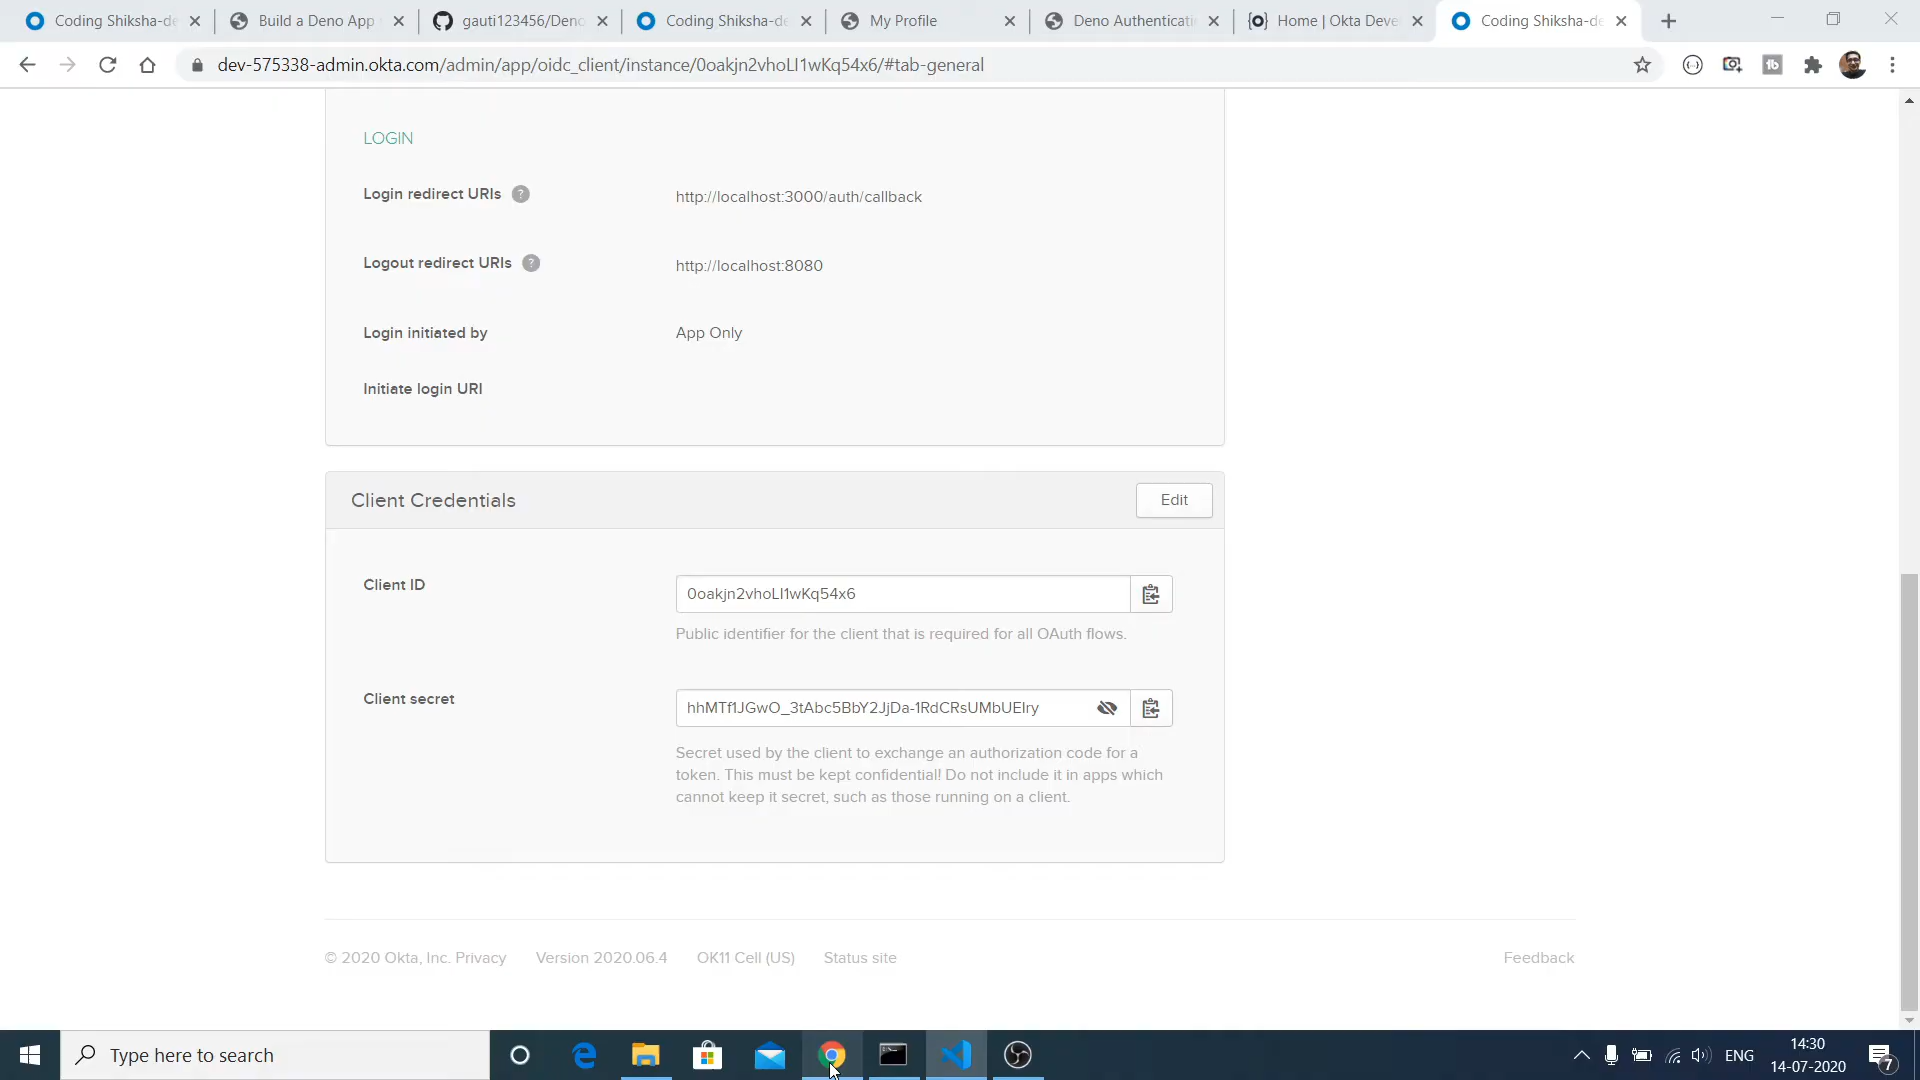 Coding Shiksha-de
Build a Deno App
gauti123456/Deno
Coding Shiksha-de
My Profile
Deno Authenticati
Home | Okta Deve
Coding Shiksha-de
dev-575338-admin.okta.com/admin/app/oidc_client/instance/0oakjn2vhoLI1wKq54x6/#tab-general
LOGIN
Login redirect URIs ?
http://localhost:3000/auth/callback
Logout redirect URIs ?
http://localhost:8080
Login initiated by
App Only
Initiate login URI
Client Credentials
Edit
Client ID
0oakjn2vhoLI1wKq54x6
Public identifier for the client that is required for all OAuth flows.
Client secret
hhMTf1JGwO_3tAbc5BbY2JjDa-1RdCRsUMbUEIry
Secret used by the client to exchange an authorization code for a
token. This must be kept confidential! Do not include it in apps which
cannot keep it secret, such as those running on a client.
© 2020 Okta, Inc. Privacy
Version 2020.06.4
OK11 Cell (US)
Status site
Feedback
Type here to search
ENG
14:30
14-07-2020
7